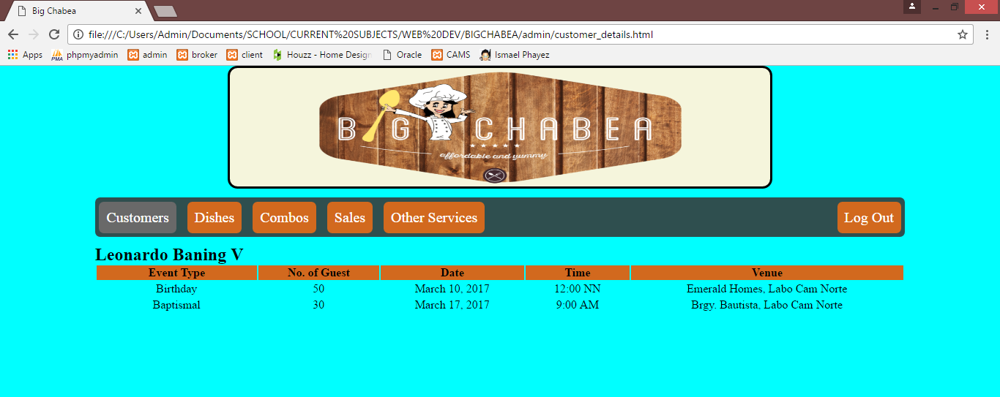 Big Chabea
file:///C:/Users/Admin/Documents/SCHOOL/CURRENT%20SUBJECTS/WEB%20DEV/BIGCHABEA/admin/customer_details.html
Apps phpmyadmin admin broker client Houzz - Home Design Oracle CAMS Ismael Phayez
PMA
BIG CHABEA
affordable and yummy
Customers Dishes Combos Sales Other Services Log Out
Leonardo Baning V
Event Type No. of Guest Date Time Venue
Birthday 50 March 10, 2017 12:00 NN Emerald Homes, Labo Cam Norte
Baptismal 30 March 17, 2017 9:00 AM Brgy. Bautista, Labo Cam Norte